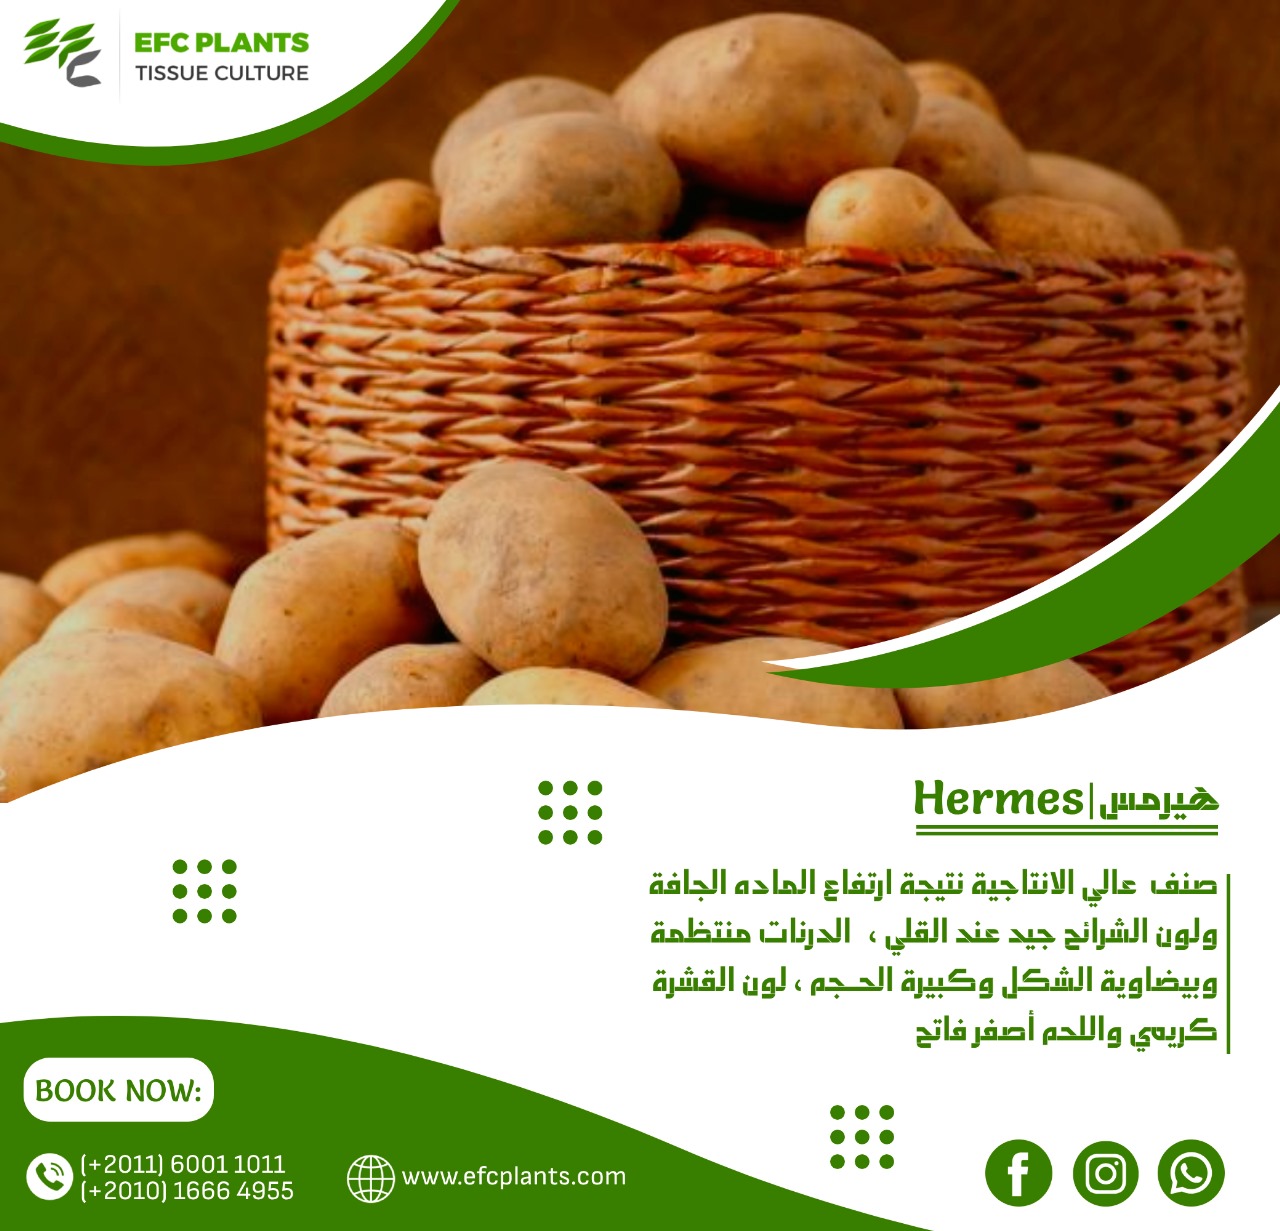 EFC PLANTS
TISSUE CULTURE
هيرمس|Hermes
صنف عالي الانتاجية نتيجة ارتفاع الماده الجافة
ولون الشرائح جيد عند القلي ، الدرنات منتظمة
وبيضاوية الشكل وكبيرة الحجم ، لون القشرة
كريمي واللحم أصفر فاتح
BOOK NOW:
(+2011) 6001 1011
(+2010) 1666 4955
www.efcplants.com